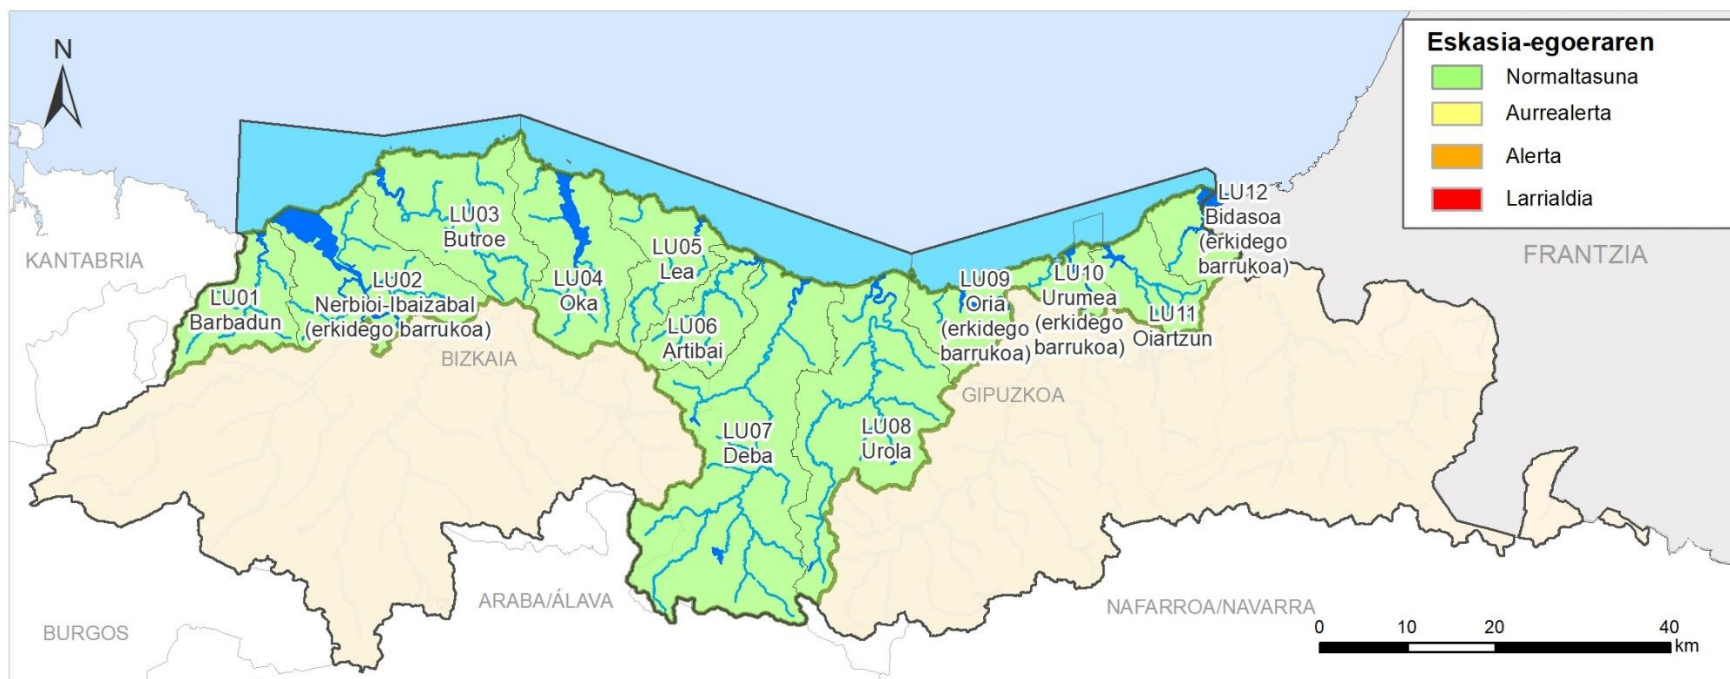 N
Eskasia-egoeraren
Normaltasuna
Aurrealerta
Alerta
Larrialdia
KANTABRIA
LU01
Barbadun
LU02
Nerbioi-Ibaizabal
(erkidego barrukoa)
LU03
Butroe
LU04
Oka
LU05
Lea
LU06
Artibai
LU07
Deba
LU08
Urola
LU09
Oria
(erkidego
barrukoa)
LU10
Urumea
(erkidego
barrukoa)
LU11
Oiartzun
LU12
Bidasoa
(erkidego
barrukoa)
FRANTZIA
BIZKAIA
GIPUZKOA
ARABA/ÁLAVA
NAFARROA/NAVARRA
BURGOS
0 10 20 40
km